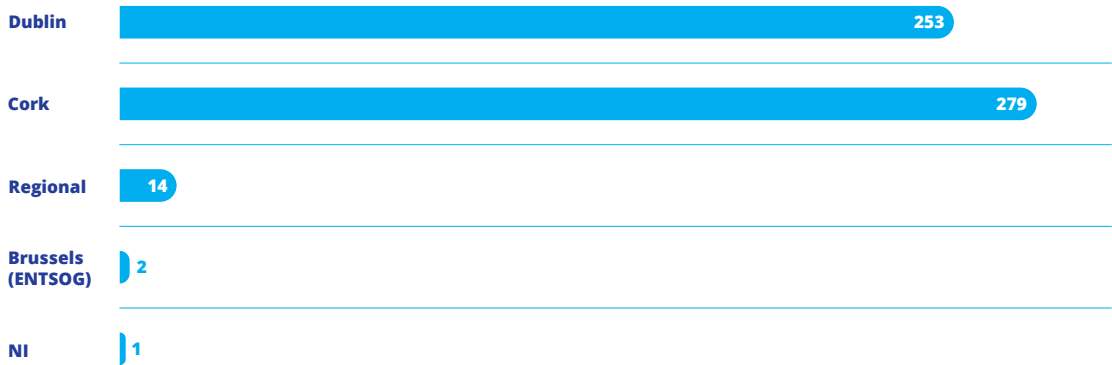 Dublin
253
Cork
279
Regional
14
Brussels
(ENTSOG)
2
NI
1